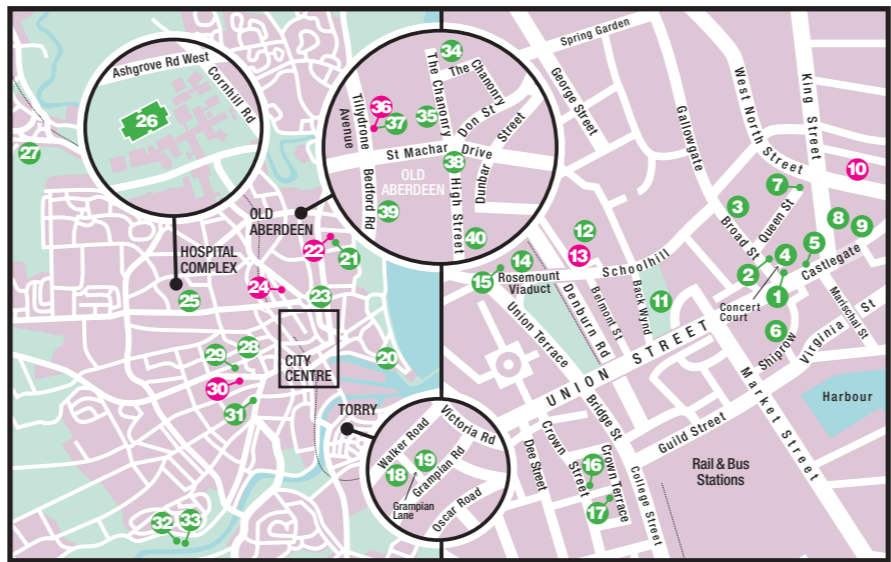 Ashgrove Rd West
Cornhill Rd
26
27
HOSPITAL
COMPLEX
25
OLD
ABERDEEN
22
21
24
23
CITY
CENTRE
20
29
28
30
31
TORRY
32
33
34
The Chanonry
The Chanonry
Tillydrone
Avenue
36
37
35
Don St
Dunbar Street
St Machar Drive
38
OLD
ABERDEEN
Bedford Rd
39
High Street
40
Walker Road
Victoria Rd
19
18
Grampian Rd
Grampian
Lane
Oscar Road
Spring Garden
George Street
Gallowgate
West North Street
King Street
10
7
3
Queen St
8
9
Broad St
4
5
Castlegate
2
1
Concert
Court
6
Shiprow
Marischal St
Virginia St
12
13
14
15
Rosemount
Viaduct
Schoolhill
Union Terrace
Denburn Rd
Belmont St
Back Wynd
11
UNION STREET
Market Street
Harbour
Bridge St
Guild Street
Dee Street
Crown Street
16
Crown Terrace
17
College Street
Rail & Bus
Stations